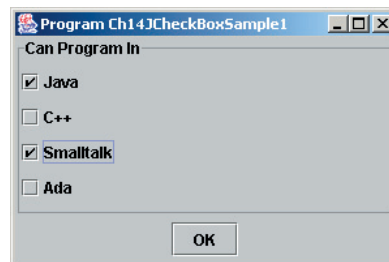 Program Ch14JCheckBoxSample1
Can Program In
Java
C++
Smalltalk
Ada
OK